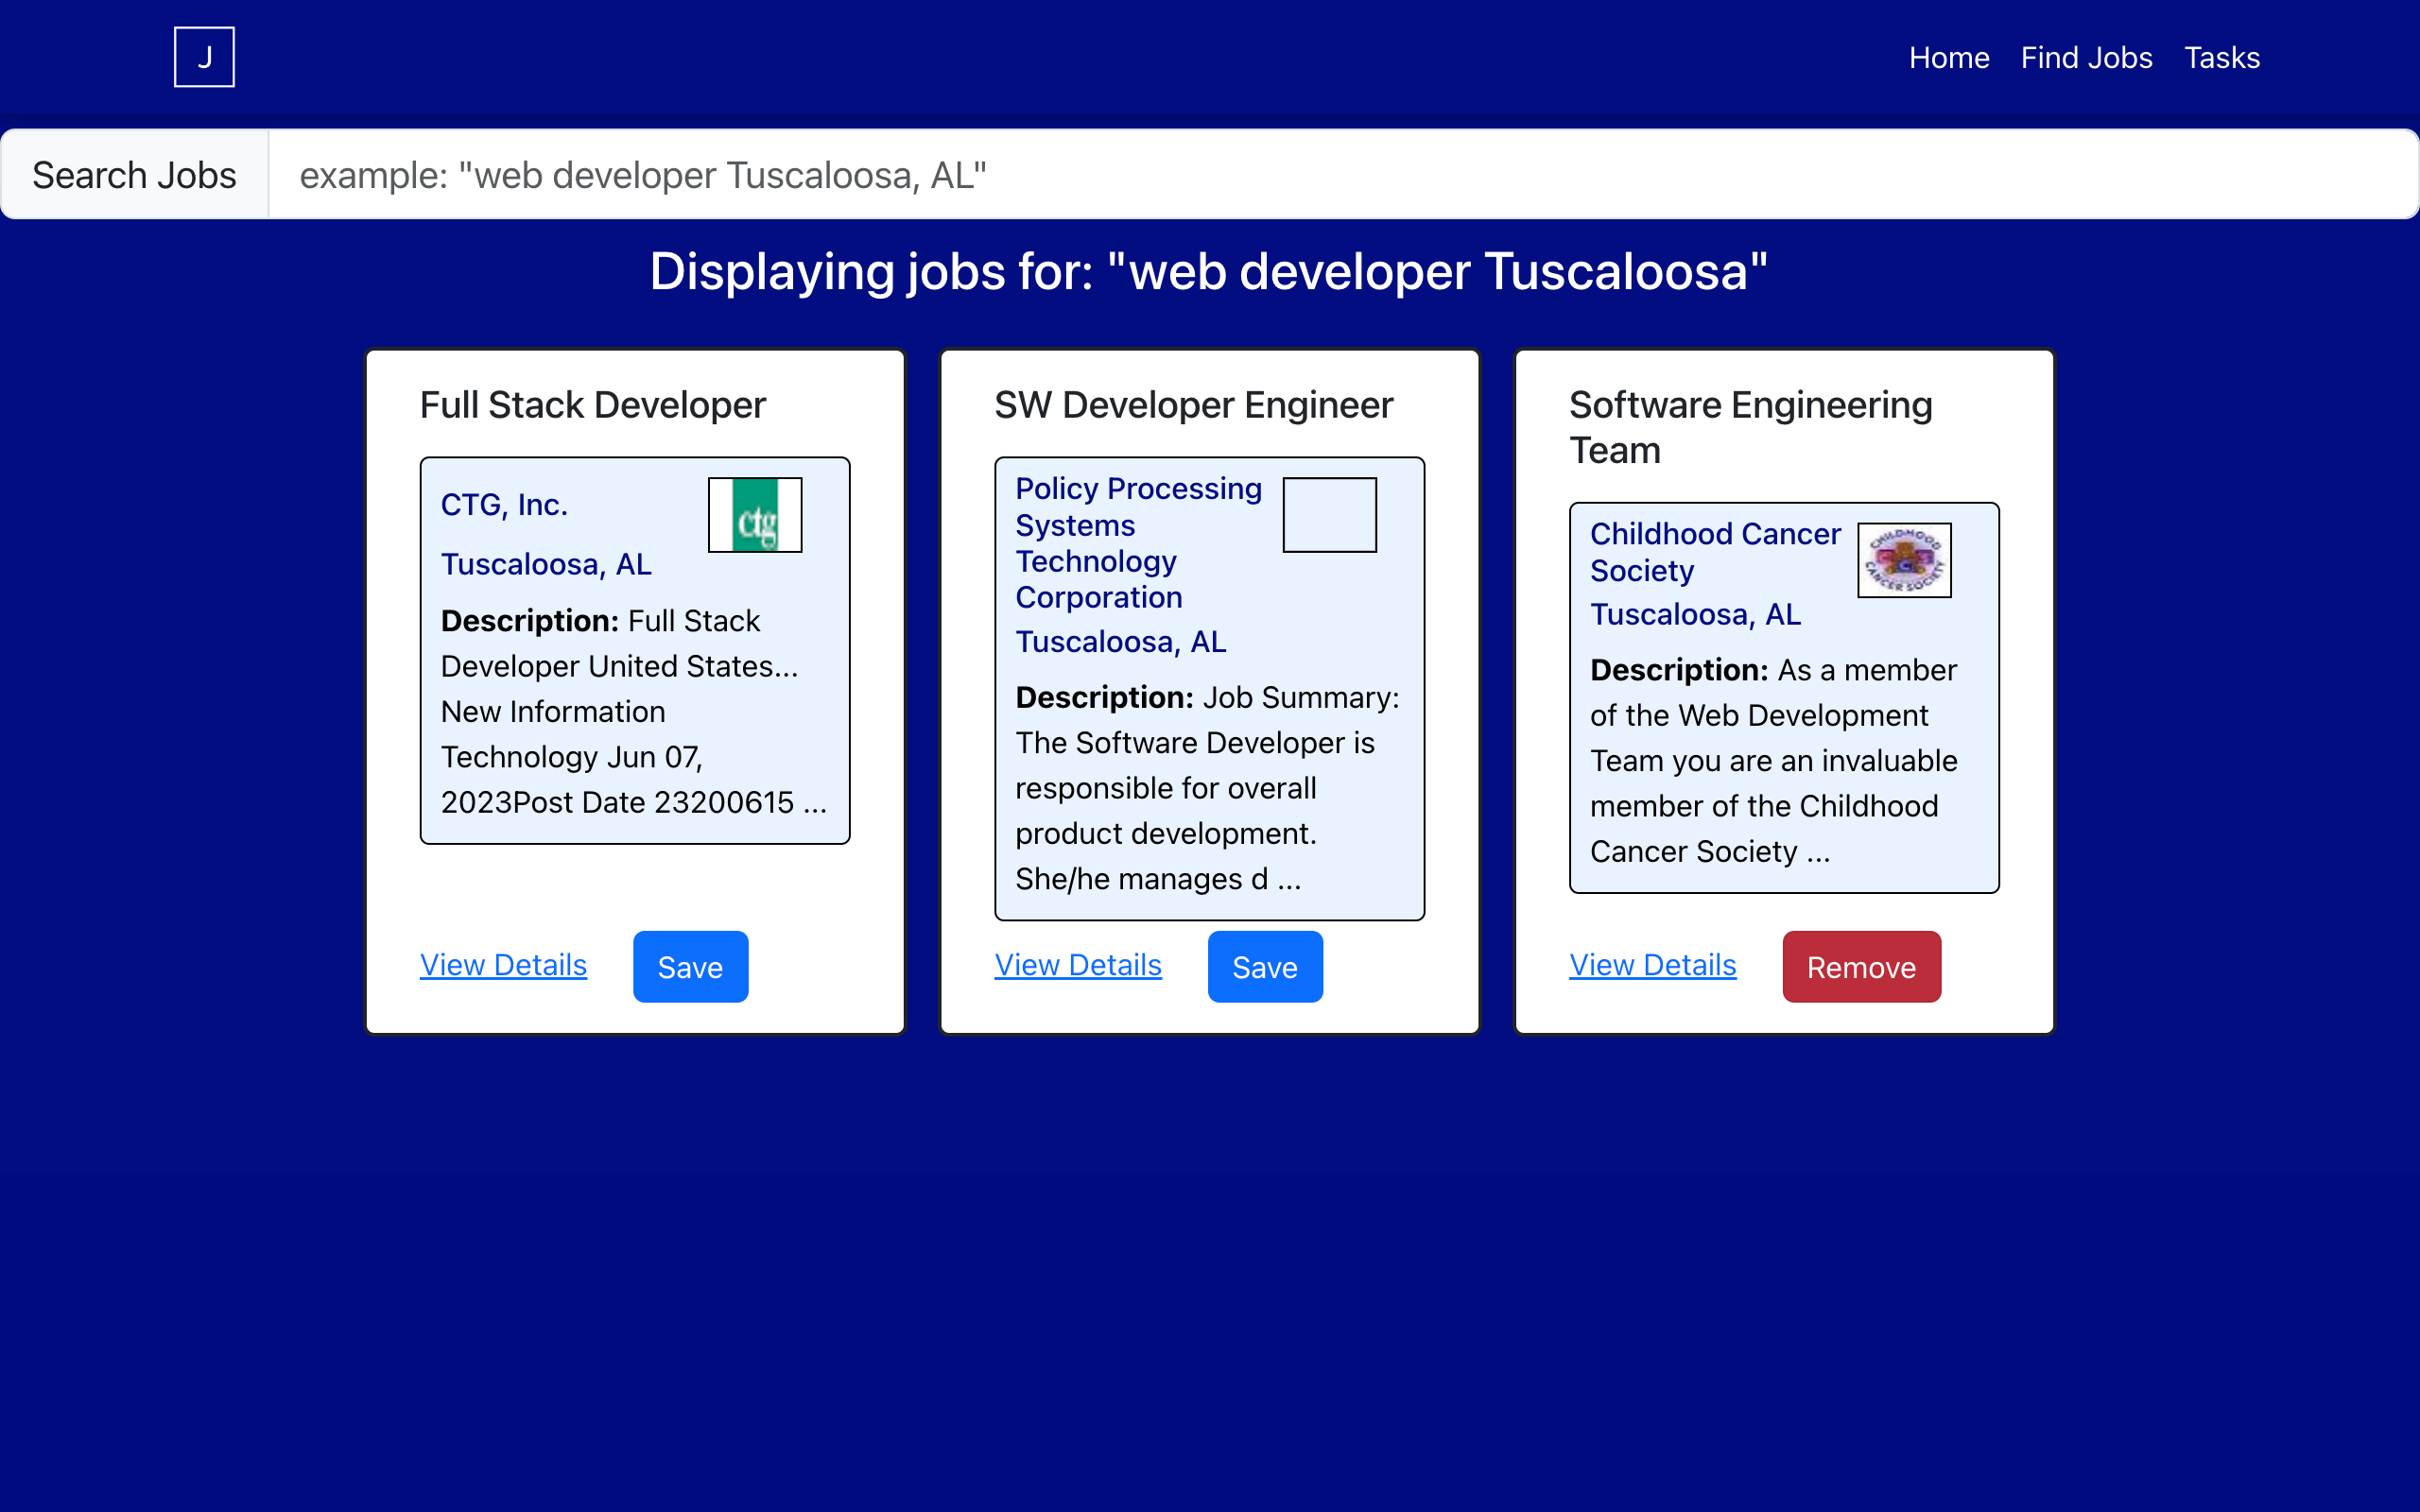 J
Home Find Jobs Tasks
Search Jobs example: "web developer Tuscaloosa, AL"
Displaying jobs for: "web developer Tuscaloosa"
Full Stack Developer
CTG, Inc.
ctg
Tuscaloosa, AL
Description: Full Stack
Developer United States...
New Information
Technology Jun 07,
2023Post Date 23200615 ...
View Details Save
SW Developer Engineer
Policy Processing
Systems
Technology
Corporation
Tuscaloosa, AL
Description: Job Summary:
The Software Developer is
responsible for overall
product development.
She/he manages d ...
View Details Save
Software Engineering
Team
Childhood Cancer
Society
CHILDHOOD
CANCER SOCIETY
Tuscaloosa, AL
Description: As a member
of the Web Development
Team you are an invaluable
member of the Childhood
Cancer Society ...
View Details Remove